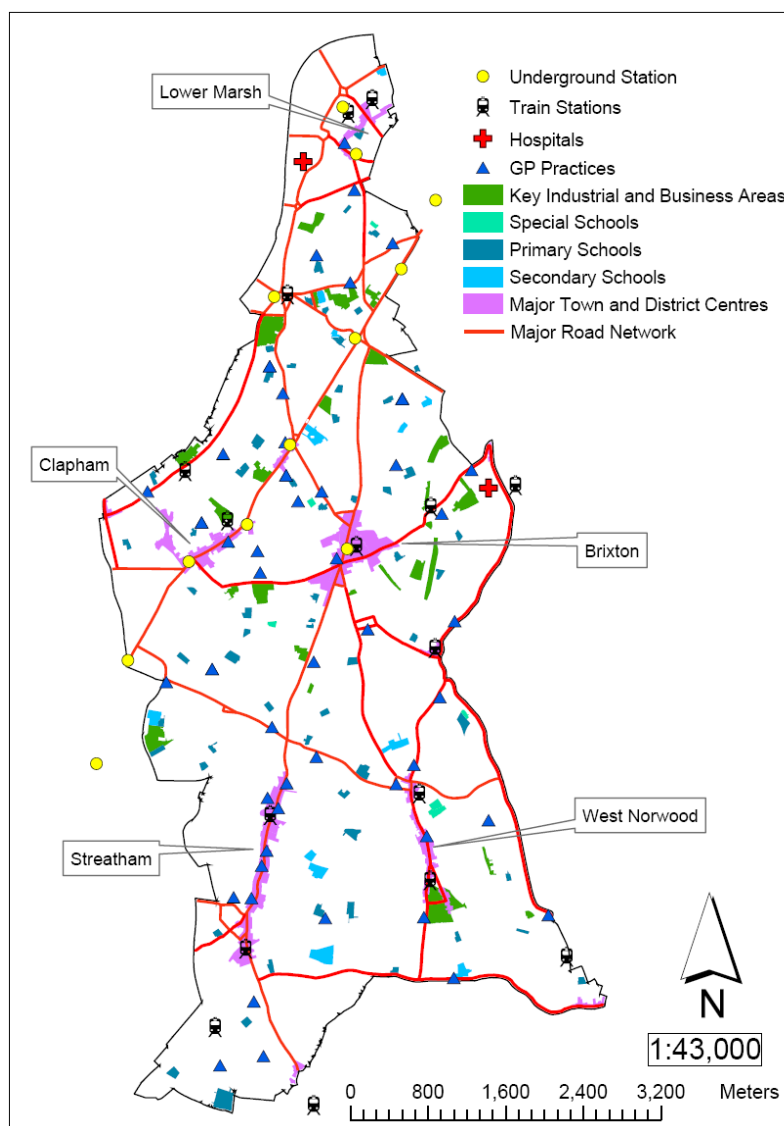 Lower Marsh
Underground Station
Train Stations
Hospitals
GP Practices
Key Industrial and Business Areas
Special Schools
Primary Schools
Secondary Schools
Major Town and District Centres
Major Road Network
Clapham
Brixton
West Norwood
Streatham
N
1:43,000
0 800 1,600 2,400 3,200 Meters